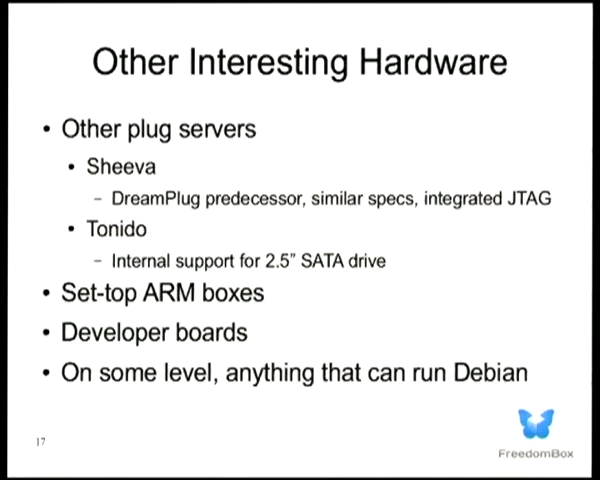 Other Interesting Hardware
• Other plug servers
• Sheeva
– DreamPlug predecessor, similar specs, integrated JTAG
• Tonido
– Internal support for 2.5” SATA drive
• Set-top ARM boxes
• Developer boards
• On some level, anything that can run Debian
17
FreedomBox